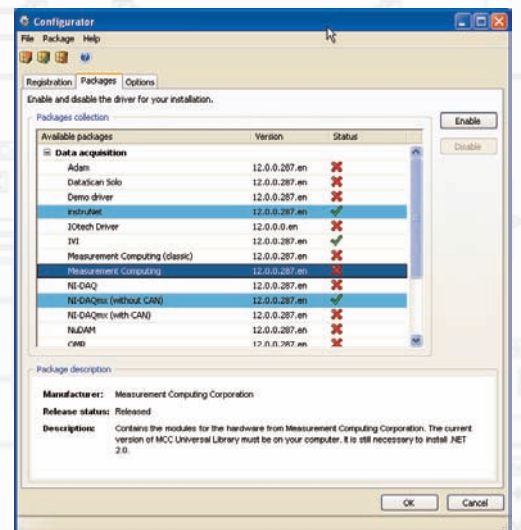 Configurator
File Package Help
Registration Packages Options
Enable and disable the driver for your installation.
Packages collection
Enable
Available packages Version Status
Disable
Data acquisition
Adam 12.0.0.287.en
DataScan Solo 12.0.0.287.en
Demo driver 12.0.0.287.en
instruNet 12.0.0.287.en
IOtech Driver 12.0.0.0.en
IVI 12.0.0.287.en
Measurement Computing (classic) 12.0.0.287.en
Measurement Computing 12.0.0.287.en
NI-DAQ 12.0.0.287.en
NI-DAQmx (without CAN) 12.0.0.287.en
NI-DAQmx (with CAN) 12.0.0.287.en
NuDAM 12.0.0.287.en
OMB 12.0.0.287.en
Package description
Manufacturer: Measurement Computing Corporation
Release status: Released
Description: Contains the modules for the hardware from Measurement Computing Corporation. The current
version of MCC Universal Library must be on your computer. It is still necessary to install .NET
2.0.
OK Cancel